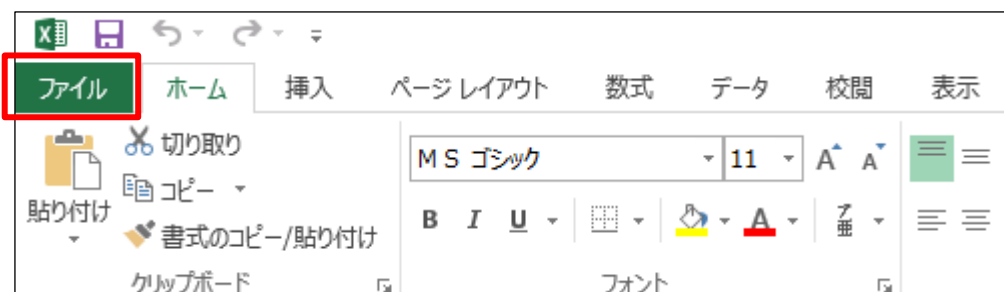 ファイル ホーム 挿入 ページ レイアウト 数式 データ 校閲 表示
切り取り
ＭＳ ゴシック 11 A A
コピー
貼り付け
B I U A ア亜
書式のコピー/貼り付け
クリップボード フォント